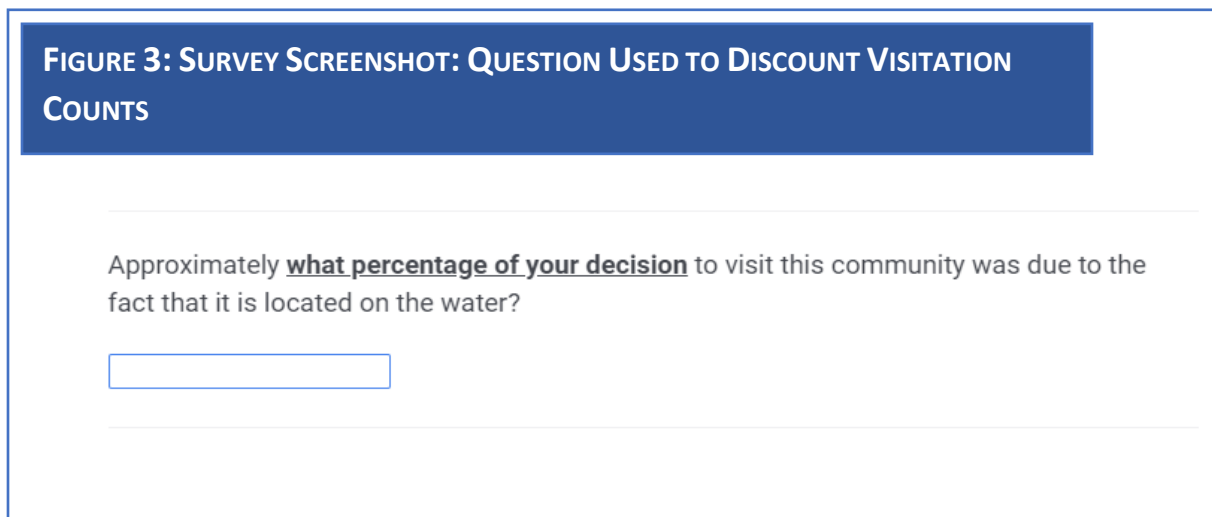 FIGURE 3: SURVEY SCREENSHOT: QUESTION USED TO DISCOUNT VISITATION
COUNTS
Approximately what percentage of your decision to visit this community was due to the
fact that it is located on the water?